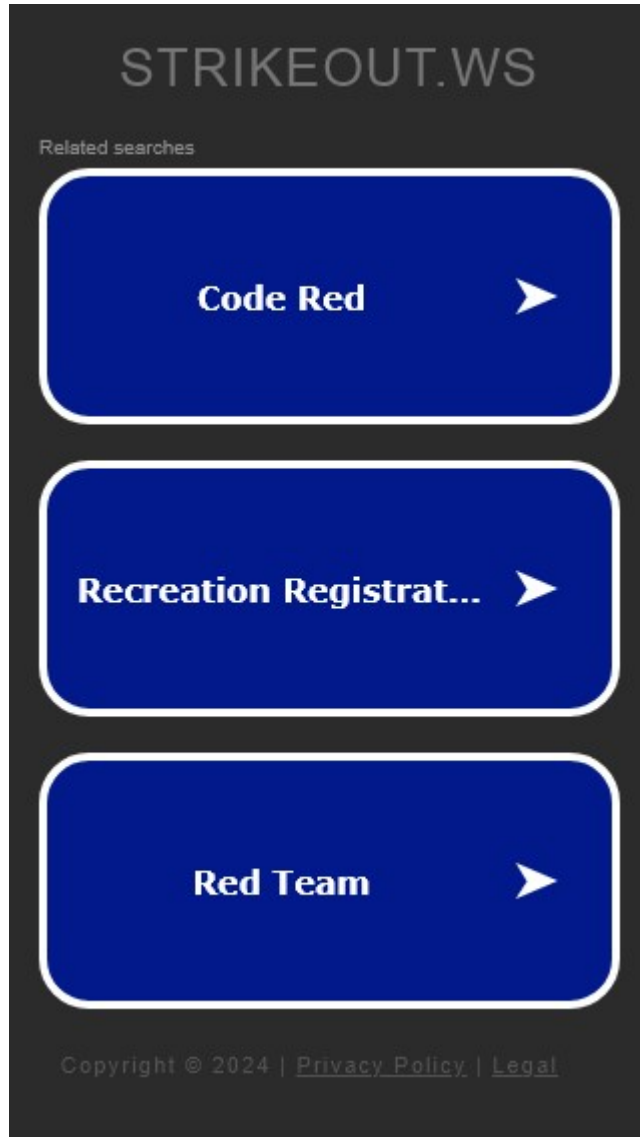 STRIKEOUT.WS
Related searches
Code Red
Recreation Registrat...
Red Team
Copyright © 2024 | Privacy Policy | Legal